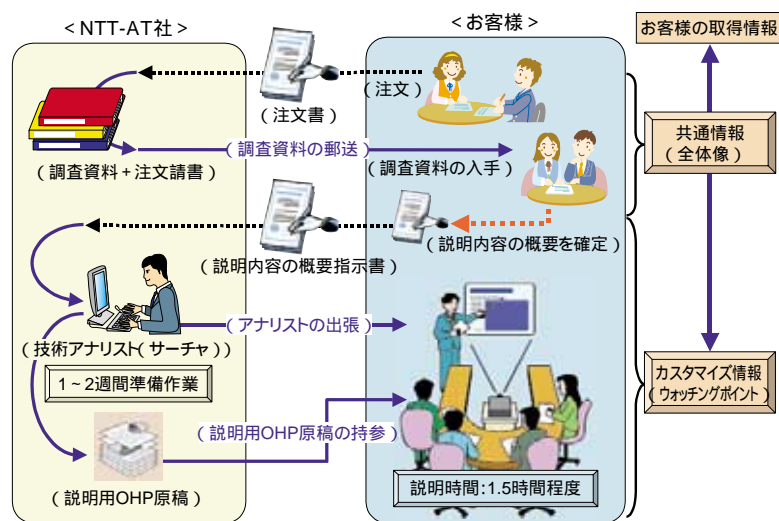 <NTT-AT社>
<お客様>
お客様の取得情報
(注文)
(注文書)
共通情報
(全体像)
(調査資料の郵送)
(調査資料+注文請書)
(調査資料の入手)
(説明内容の概要を確定)
(説明内容の概要指示書)
(アナリストの出張)
(技術アナリスト(サーチャ))
1~2週間準備作業
カスタマイズ情報
(ウォッチングポイント)
(説明用OHP原稿の持参)
説明時間:1.5時間程度
(説明用OHP原稿)